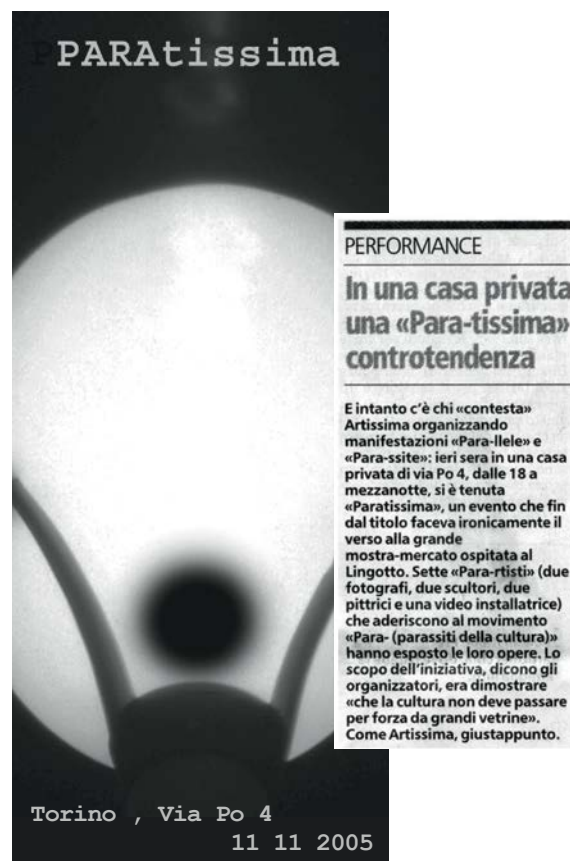 PARAtissima
PERFORMANCE
In una casa privata
una «Para-tissima»
controtendenza
E intanto c'è chi «contesta»
Artissima organizzando
manifestazioni «Para-llele» e
«Para-ssite»: ieri sera in una casa
privata di via Po 4, dalle 18 a
mezzanotte, si è tenuta
«Paratissima», un evento che fin
dal titolo faceva ironicamente il
verso alla grande
mostra-mercato ospitata al
Lingotto. Sette «Para-rtisti» (due
fotografi, due scultori, due
pittrici e una video installatrice)
che aderiscono al movimento
«Para- (parassiti della cultura)»
hanno esposto le loro opere. Lo
scopo dell'iniziativa, dicono gli
organizzatori, era dimostrare
«che la cultura non deve passare
per forza da grandi vetrine».
Come Artissima, giustappunto.
Torino , Via Po 4
11 11 2005